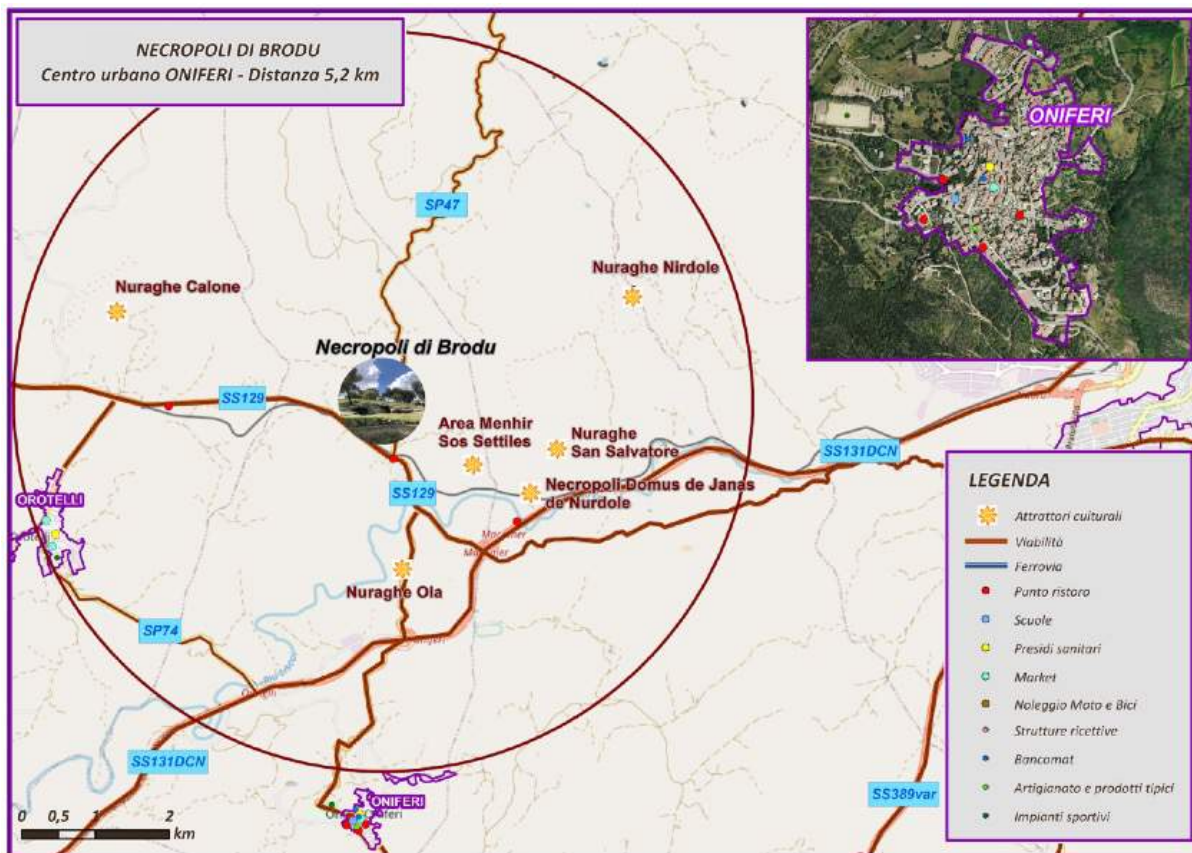 NECROPOLI DI BRODU
Centro urbano ONIFERI - Distanza 5,2 km
ONIFERI
SP47
Nuraghe Nirdole
Nuraghe Calone
Necropoli di Brodu
SS129
Area Menhir
Sos Settiles
Nuraghe
San Salvatore
SS131DCN
SS129
Necropoli Domus de Janas
de Nurdole
OROTELLI
Nuraghe Ola
SP74
SS131DCN
ONIFERI
SS389var
0 0,5 1 2
km
LEGENDA
Attrattori culturali
Viabilità
Ferrovia
Punto ristoro
Scuole
Presidi sanitari
Market
Noleggio Moto e Bici
Strutture ricettive
Bancomat
Artigianato e prodotti tipici
Impianti sportivi